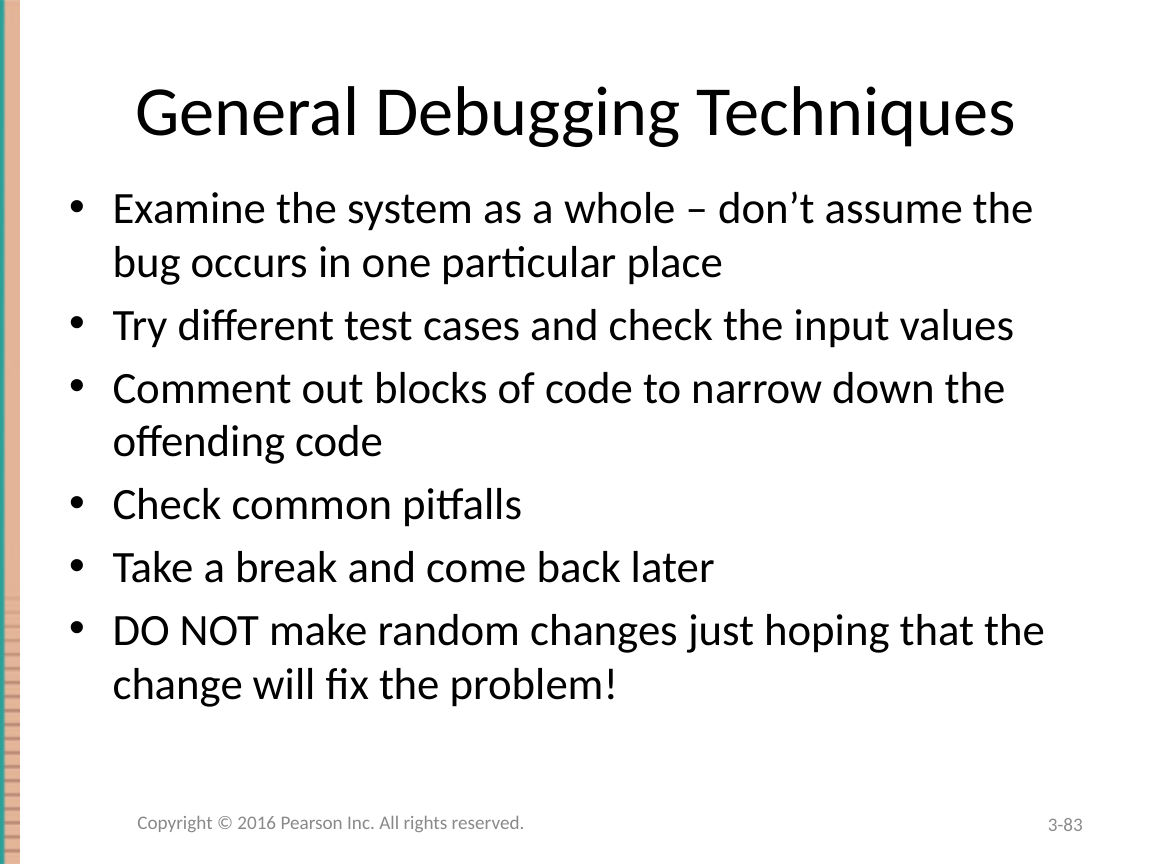 General Debugging Techniques
• Examine the system as a whole – don’t assume the
bug occurs in one particular place
• Try different test cases and check the input values
• Comment out blocks of code to narrow down the
offending code
• Check common pitfalls
• Take a break and come back later
• DO NOT make random changes just hoping that the
change will fix the problem!
Copyright © 2016 Pearson Inc. All rights reserved.
3-83